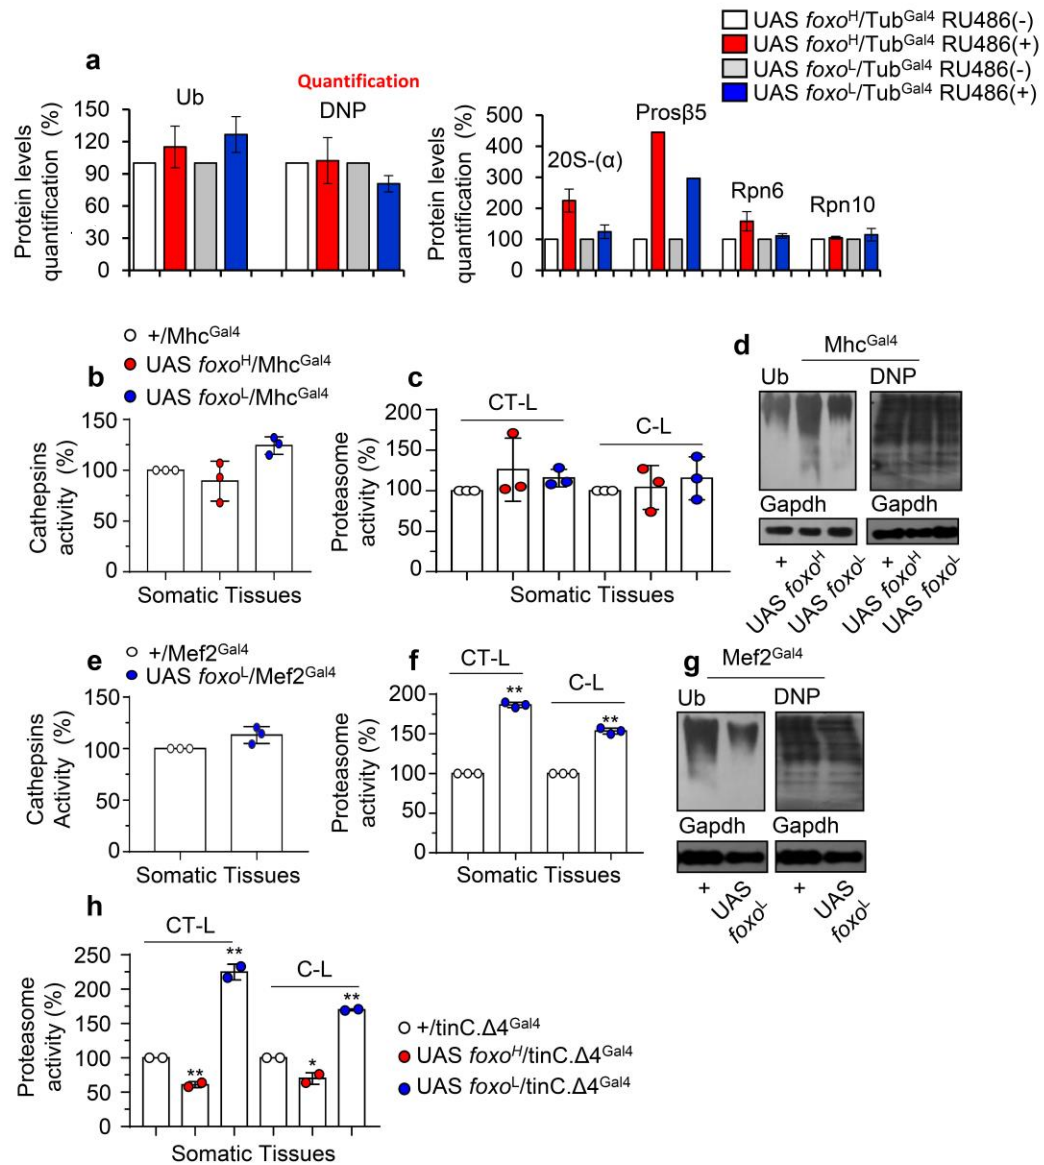 UAS foxoᴴ/Tubᴳᵃˡ⁴ RU486(-)
UAS foxoᴴ/Tubᴳᵃˡ⁴ RU486(+)
UAS foxoᴸ/Tubᴳᵃˡ⁴ RU486(-)
UAS foxoᴸ/Tubᴳᵃˡ⁴ RU486(+)
a
Quantification
Ub
DNP
Protein levels
quantification (%)
150
120
90
60
30
0
Prosβ5
20S-(α)
Rpn6
Rpn10
Protein levels
quantification (%)
500
400
300
200
100
0
+/Mhcᴳᵃˡ⁴
UAS foxoᴴ/Mhcᴳᵃˡ⁴
UAS foxoᴸ/Mhcᴳᵃˡ⁴
b
Cathepsins
activity (%)
150
100
50
0
Somatic Tissues
c
CT-L
C-L
Proteasome
activity (%)
200
150
100
50
0
Somatic Tissues
d
Mhcᴳᵃˡ⁴
Ub
DNP
Gapdh
Gapdh
+
UAS foxoᴴ
UAS foxoᴸ
+
UAS foxoᴴ
UAS foxoᴸ
e
+/Mef2ᴳᵃˡ⁴
UAS foxoᴸ/Mef2ᴳᵃˡ⁴
Cathepsins
Activity (%)
150
100
50
0
Somatic Tissues
f
CT-L
C-L
**
**
Proteasome
activity (%)
200
150
100
50
0
Somatic Tissues
g
Mef2ᴳᵃˡ⁴
Ub
DNP
Gapdh
Gapdh
+
UAS
foxoᴸ
+
UAS
foxoᴸ
h
CT-L
C-L
**
**
*
**
Proteasome
activity (%)
250
200
150
100
50
0
Somatic Tissues
+/tinC.Δ4ᴳᵃˡ⁴
UAS foxoᴴ/tinC.Δ4ᴳᵃˡ⁴
UAS foxoᴸ/tinC.Δ4ᴳᵃˡ⁴